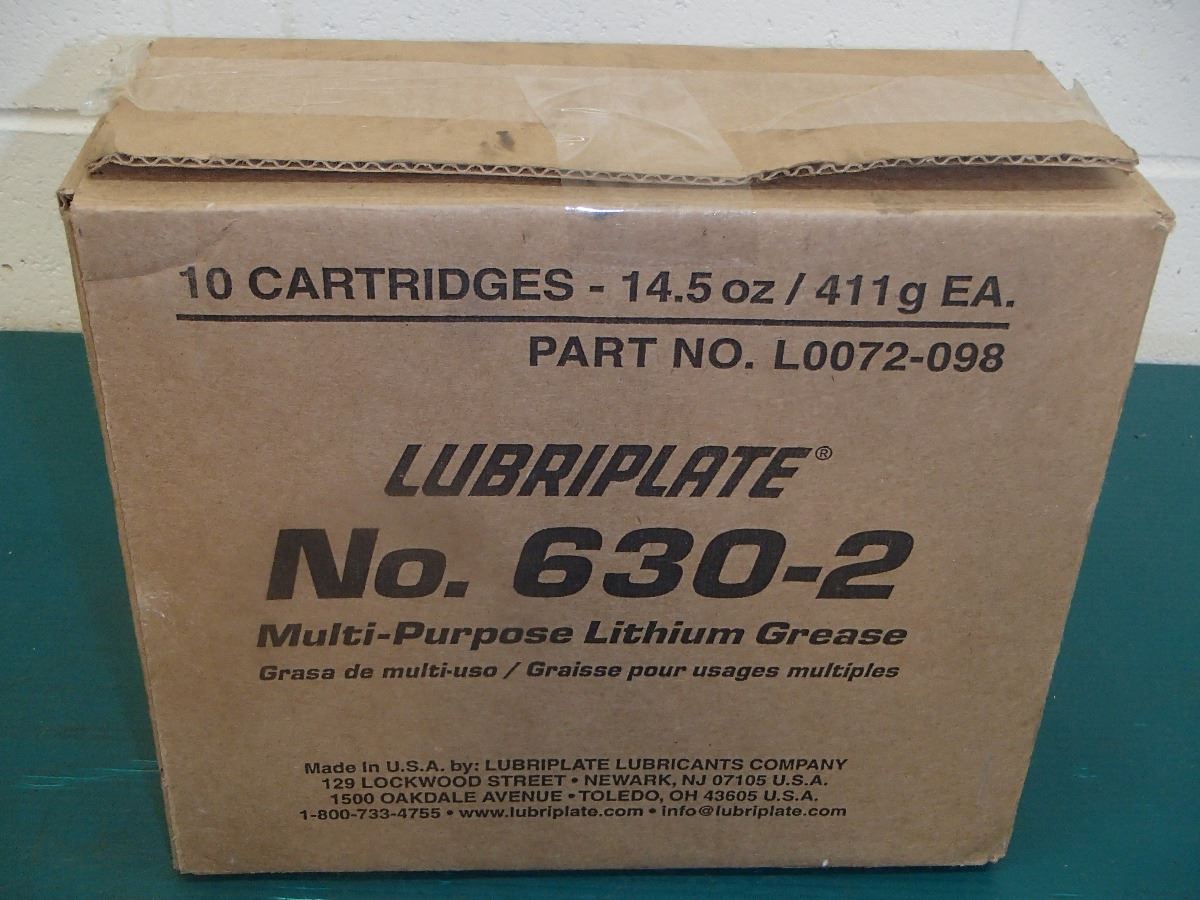 10 CARTRIDGES - 14.5 oz / 411g EA.
PART NO. L0072-098
LUBRIPLATE®
No. 630-2
Multi-Purpose Lithium Grease
Grasa de multi-uso / Graisse pour usages multiples
Made In U.S.A. by: LUBRIPLATE LUBRICANTS COMPANY
129 LOCKWOOD STREET • NEWARK, NJ 07105 U.S.A.
1500 OAKDALE AVENUE • TOLEDO, OH 43605 U.S.A.
1-800-733-4755 • www.lubriplate.com • info@lubriplate.com